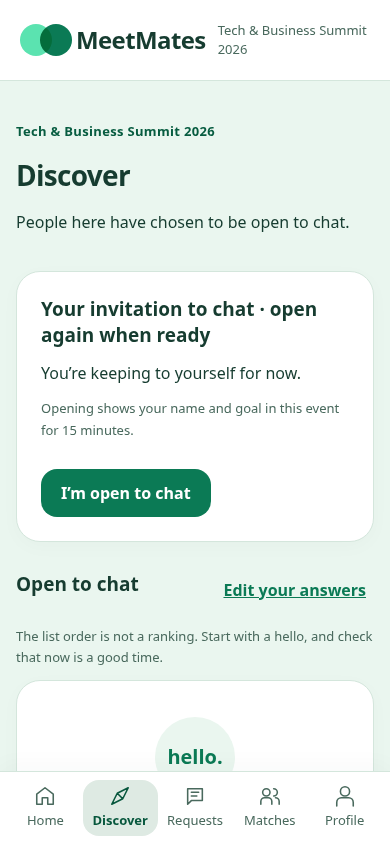 MeetMates
Tech & Business Summit
2026
Tech & Business Summit 2026
Discover
People here have chosen to be open to chat.
Your invitation to chat · open
again when ready
You’re keeping to yourself for now.
Opening shows your name and goal in this event
for 15 minutes.
I’m open to chat
Open to chat
Edit your answers
The list order is not a ranking. Start with a hello, and check
that now is a good time.
hello.
Home
Discover
Requests
Matches
Profile